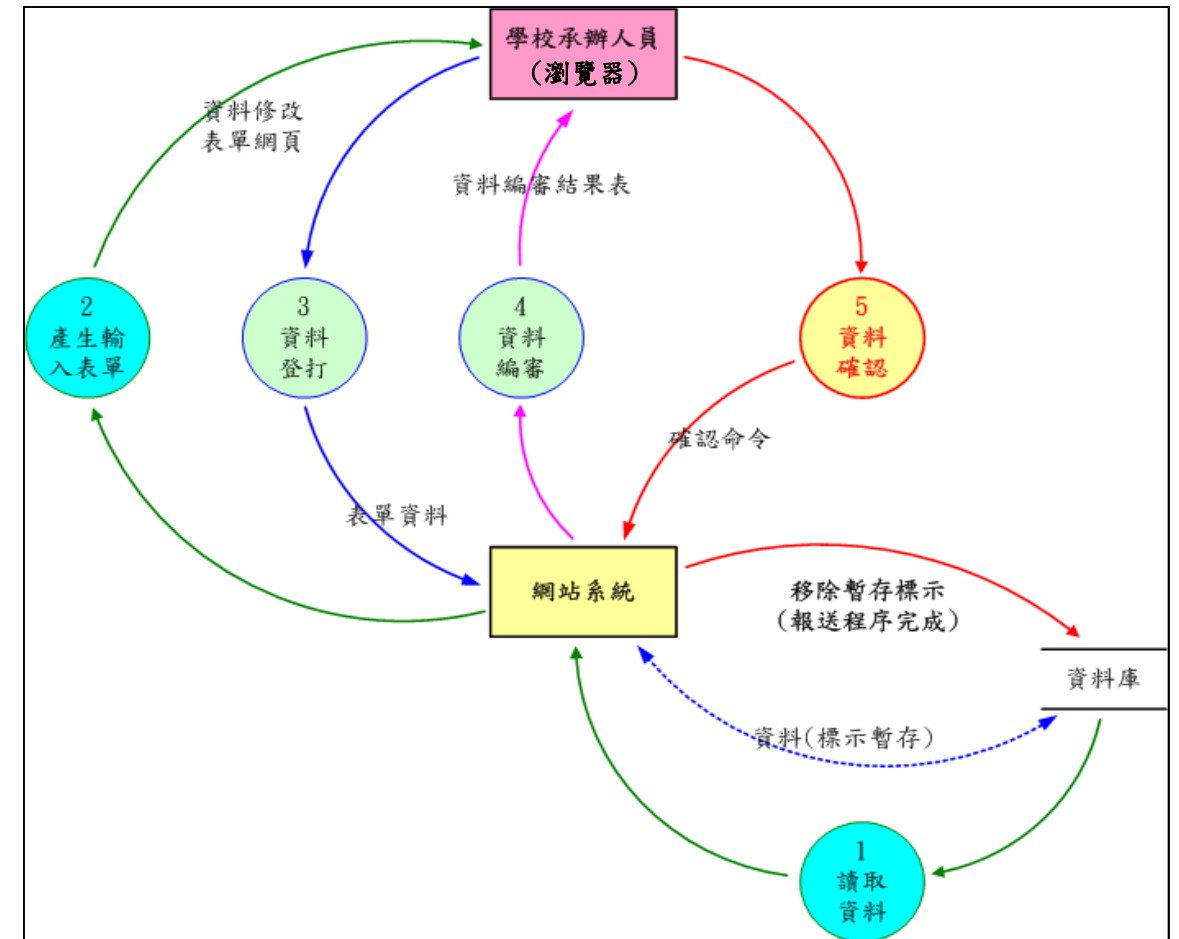 學校承辦人員
(瀏覽器)
資料修改
表單網頁
資料編審結果表
2
產生輸
入表單
3
資料
登打
4
資料
編審
5
資料
確認
確認命令
表單資料
網站系統
移除暫存標示
(報送程序完成)
資料庫
資料(標示暫存)
1
讀取
資料